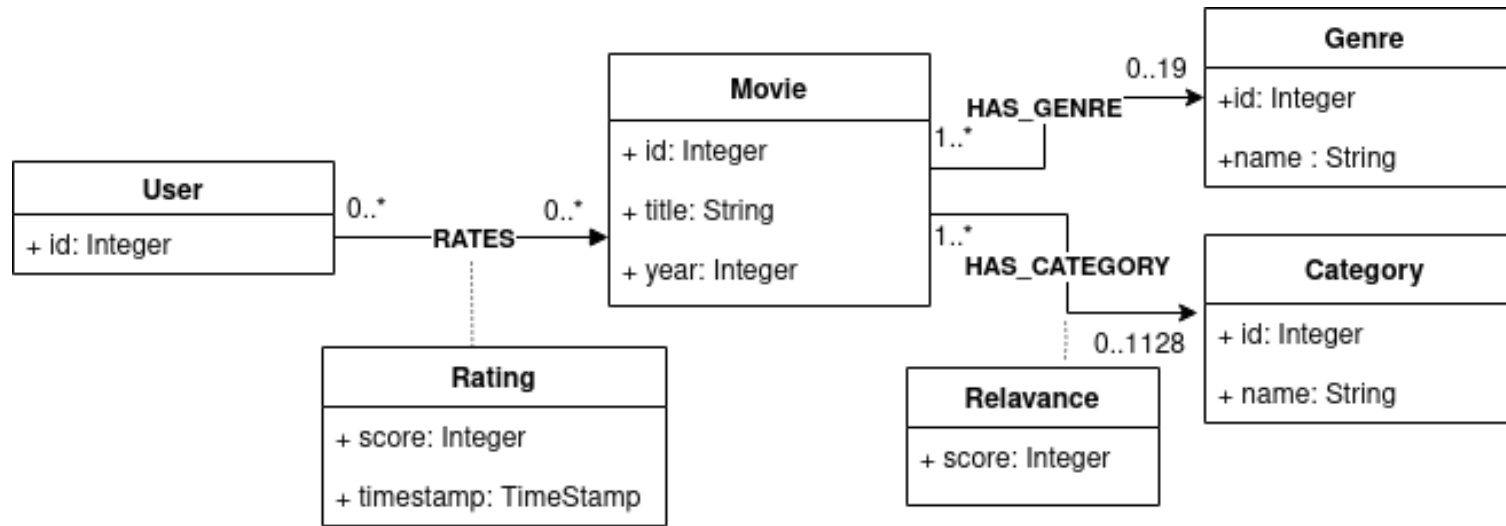 User
+ id: Integer
0..*
RATES
0..*
Movie
+ id: Integer
+ title: String
+ year: Integer
1..*
HAS_GENRE
0..19
Genre
+id: Integer
+name : String
1..*
HAS_CATEGORY
0..1128
Category
+ id: Integer
+ name: String
Rating
+ score: Integer
+ timestamp: TimeStamp
Relavance
+ score: Integer